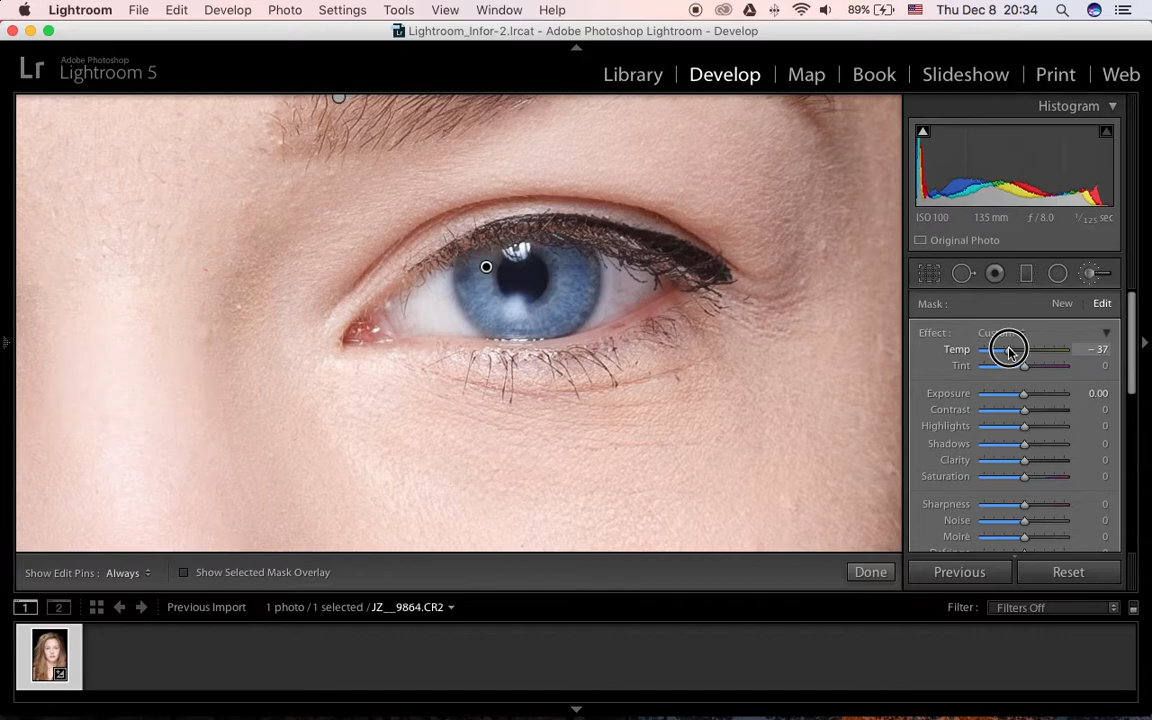 Lightroom File Edit Develop Photo Settings Tools View Window Help 89% Thu Dec 8 20:34
Lightroom_Infor-2.lrcat - Adobe Photoshop Lightroom - Develop
Lr Adobe Photoshop
Lightroom 5
Library Develop Map Book Slideshow Print Web
Histogram
ISO 100 135 mm ƒ / 8.0 1/125 sec
Original Photo
Mask : New Edit
Effect :
Temp – 37
Tint 0
Exposure 0.00
Contrast 0
Highlights 0
Shadows 0
Clarity 0
Saturation 0
Sharpness 0
Noise 0
Moiré 0
Show Edit Pins : Always Show Selected Mask Overlay Done Previous Reset
1 2 Previous Import 1 photo / 1 selected / JZ__9864.CR2 Filter : Filters Off